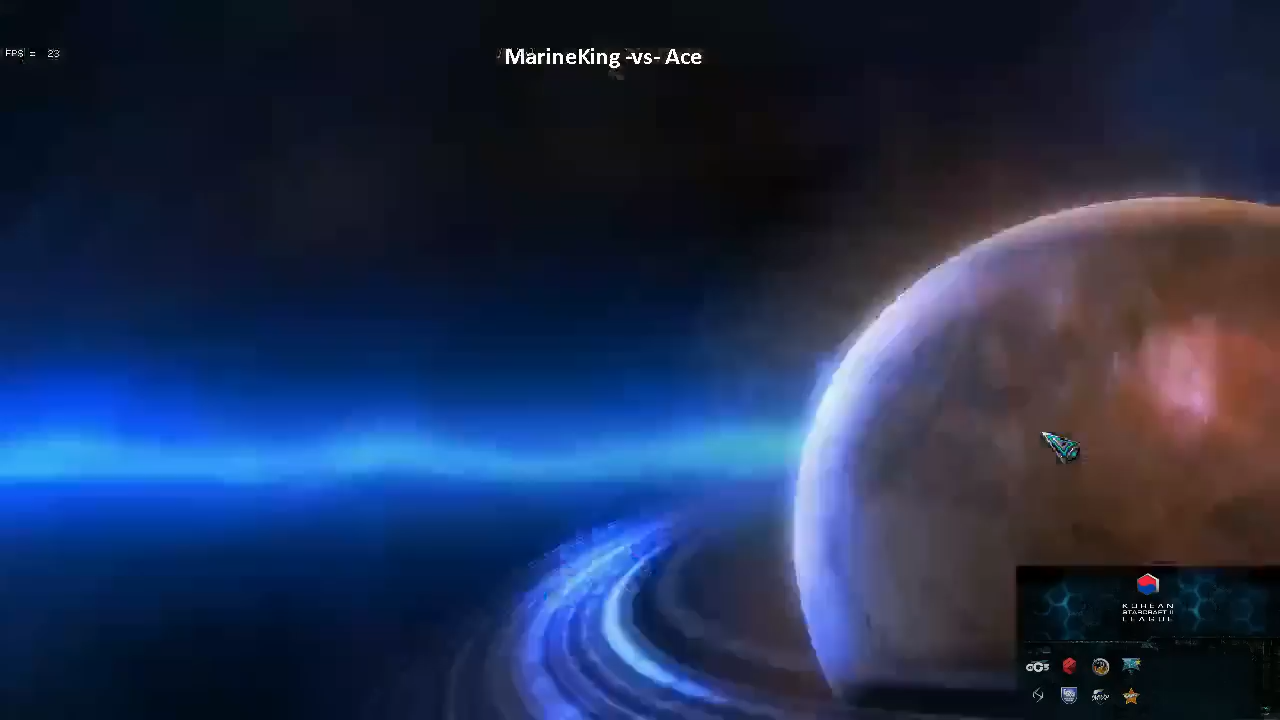 MarineKing -vs- Ace
FPS = 23
KOREAN
STARCRAFT II
LEAGUE